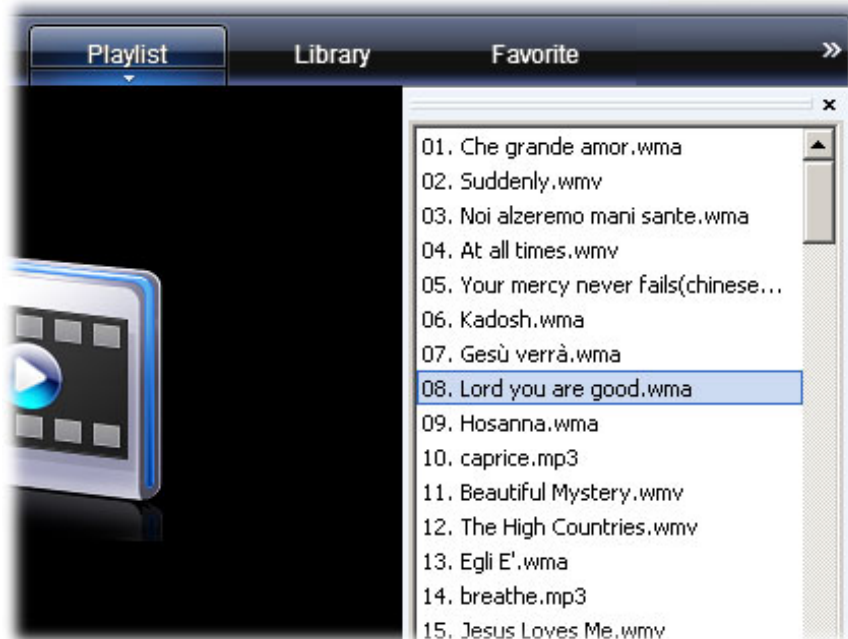 Playlist Library Favorite »
01. Che grande amor.wma
02. Suddenly.wmv
03. Noi alzeremo mani sante.wma
04. At all times.wmv
05. Your mercy never fails(chinese...
06. Kadosh.wma
07. Gesù verrà.wma
08. Lord you are good.wma
09. Hosanna.wma
10. caprice.mp3
11. Beautiful Mystery.wmv
12. The High Countries.wmv
13. Egli E'.wma
14. breathe.mp3
15. Jesus Loves Me.wmv